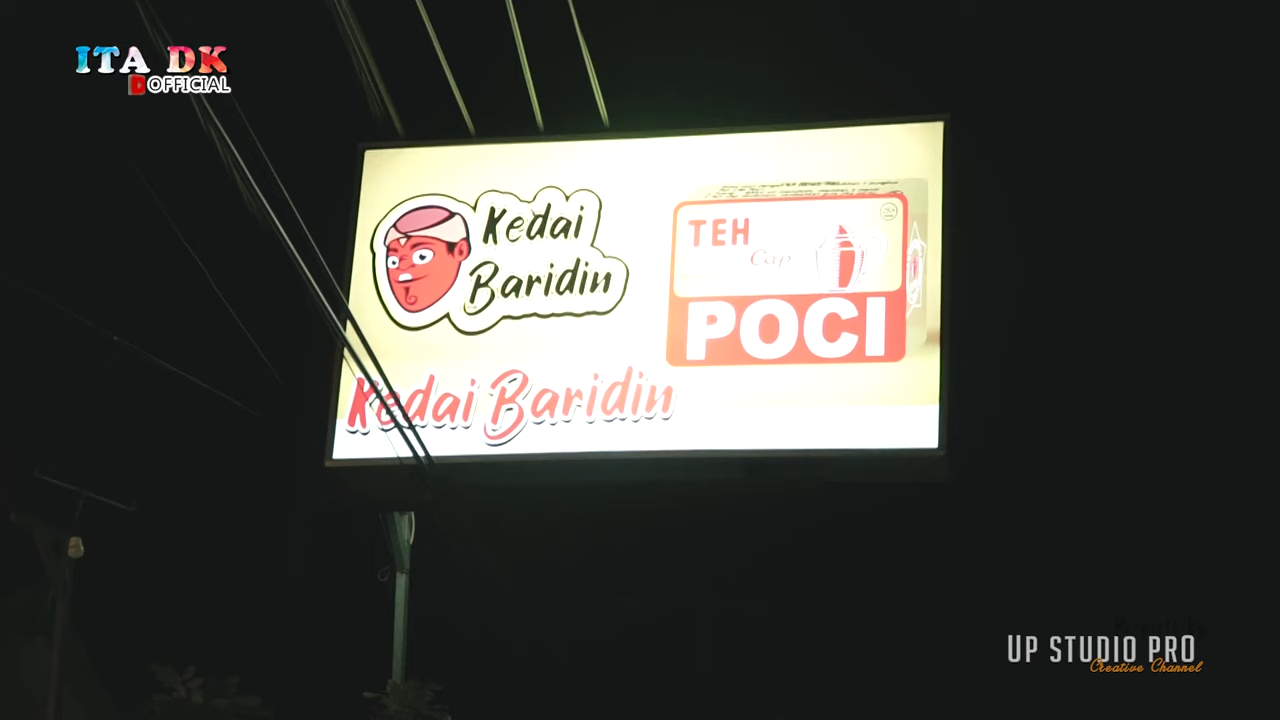 ITA DK
OFFICIAL
Kedai
Baridin
TEH
Cap
POCI
Kedai Baridin
UP STUDIO PRO
Creative Channel